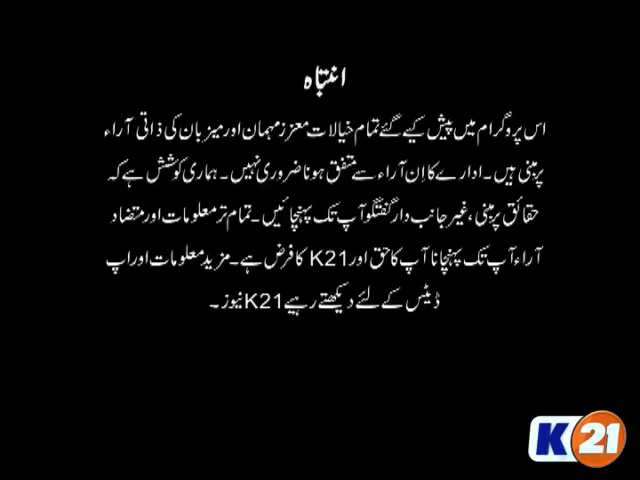 انتباہ
اس پروگرام میں پیش کیے گئے تمام خیالات معزز مہمان اور میزبان کی ذاتی آراء
پر مبنی ہیں۔ ادارے کا اِن آراء سے متفق ہونا ضروری نہیں۔ ہماری کوشش ہے کہ
حقائق پر مبنی، غیر جانب دار گفتگو آپ تک پہنچائیں۔ تمام تر معلومات اور متضاد
آراء آپ تک پہنچانا آپ کا حق اور K21 کا فرض ہے۔ مزید معلومات اور اپ
ڈیٹس کے لئے دیکھتے رہیے K21 نیوز۔
K21